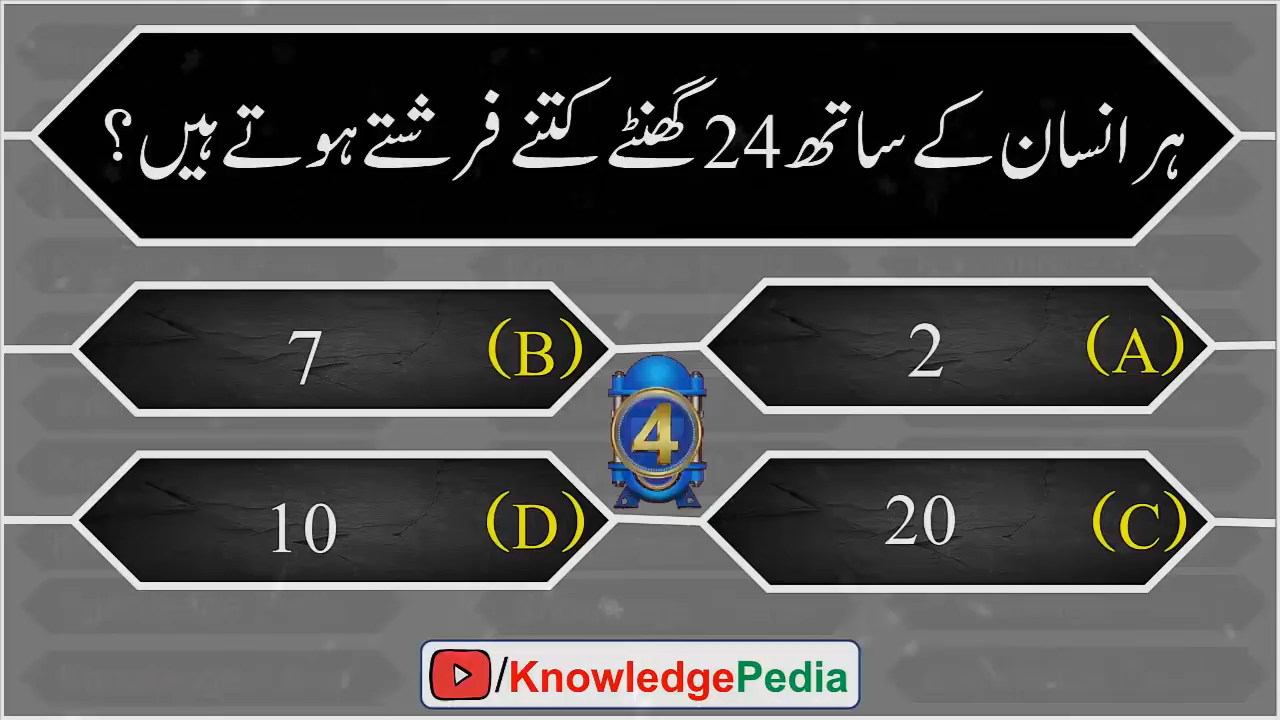 ہر انسان کے ساتھ 24 گھنٹے کتنے فرشتے ہوتے ہیں؟
(A) 2
(B) 7
4
(C) 20
(D) 10
/KnowledgePedia